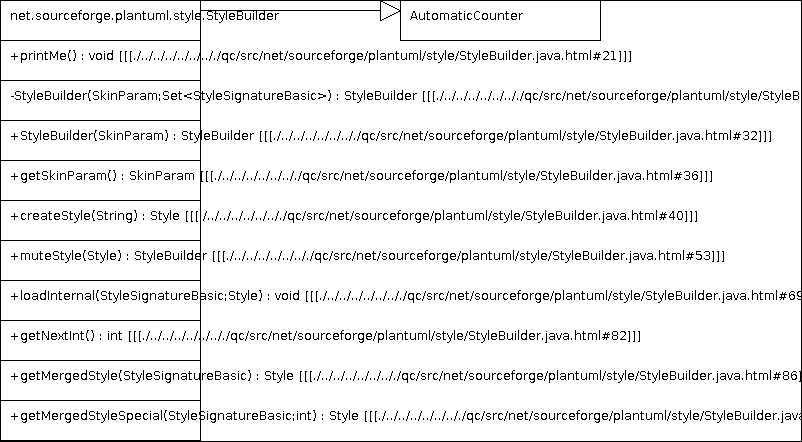 net.sourceforge.plantuml.style.StyleBuilder
AutomaticCounter
+printMe() : void [[[./../../../../../../qc/src/net/sourceforge/plantuml/style/StyleBuilder.java.html#21]]]
-StyleBuilder(SkinParam;Set<StyleSignatureBasic>) : StyleBuilder [[[./../../../../../../qc/src/net/sourceforge/plantuml/style/StyleB
+StyleBuilder(SkinParam) : StyleBuilder [[[./../../../../../../qc/src/net/sourceforge/plantuml/style/StyleBuilder.java.html#32]]]
+getSkinParam() : SkinParam [[[./../../../../../../qc/src/net/sourceforge/plantuml/style/StyleBuilder.java.html#36]]]
+createStyle(String) : Style [[[./../../../../../../qc/src/net/sourceforge/plantuml/style/StyleBuilder.java.html#40]]]
+muteStyle(Style) : StyleBuilder [[[./../../../../../../qc/src/net/sourceforge/plantuml/style/StyleBuilder.java.html#53]]]
+loadInternal(StyleSignatureBasic;Style) : void [[[./../../../../../../qc/src/net/sourceforge/plantuml/style/StyleBuilder.java.html#69
+getNextInt() : int [[[./../../../../../../qc/src/net/sourceforge/plantuml/style/StyleBuilder.java.html#82]]]
+getMergedStyle(StyleSignatureBasic) : Style [[[./../../../../../../qc/src/net/sourceforge/plantuml/style/StyleBuilder.java.html#86]
+getMergedStyleSpecial(StyleSignatureBasic;int) : Style [[[./../../../../../../qc/src/net/sourceforge/plantuml/style/StyleBuilder.java